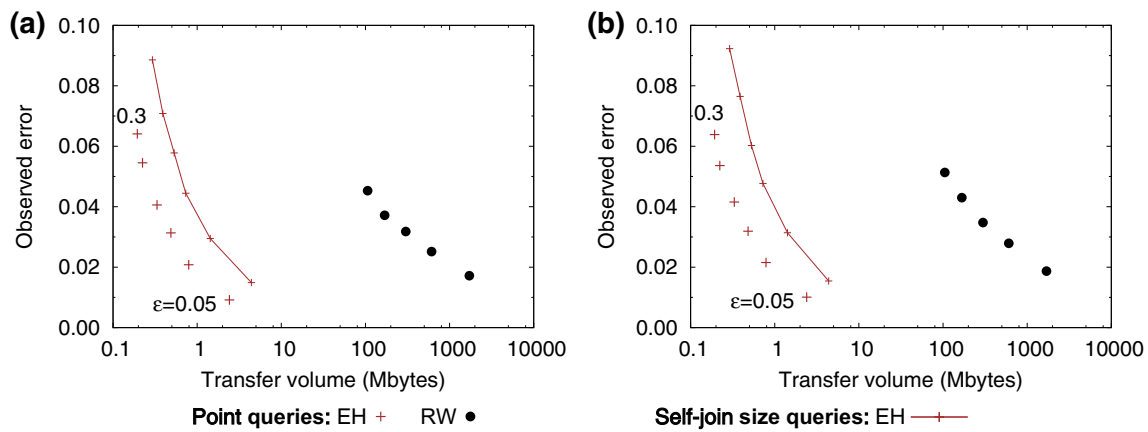 (a)
0.10
0.08
0.06
0.04
0.02
0.00
Observed error
0.3
ε=0.05
0.1 1 10 100 1000 10000
Transfer volume (Mbytes)
(b)
0.10
0.08
0.06
0.04
0.02
0.00
Observed error
0.3
ε=0.05
0.1 1 10 100 1000 10000
Transfer volume (Mbytes)
Point queries: EH RW Self-join size queries: EH